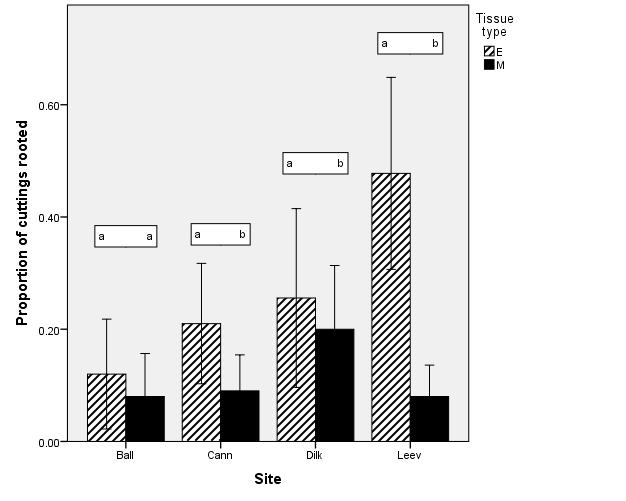 Tissue
type
E
M
a b
a b
a a
a b
0.60
0.40
0.20
0.00
Proportion of cuttings rooted
Ball Cann Dilk Leev
Site